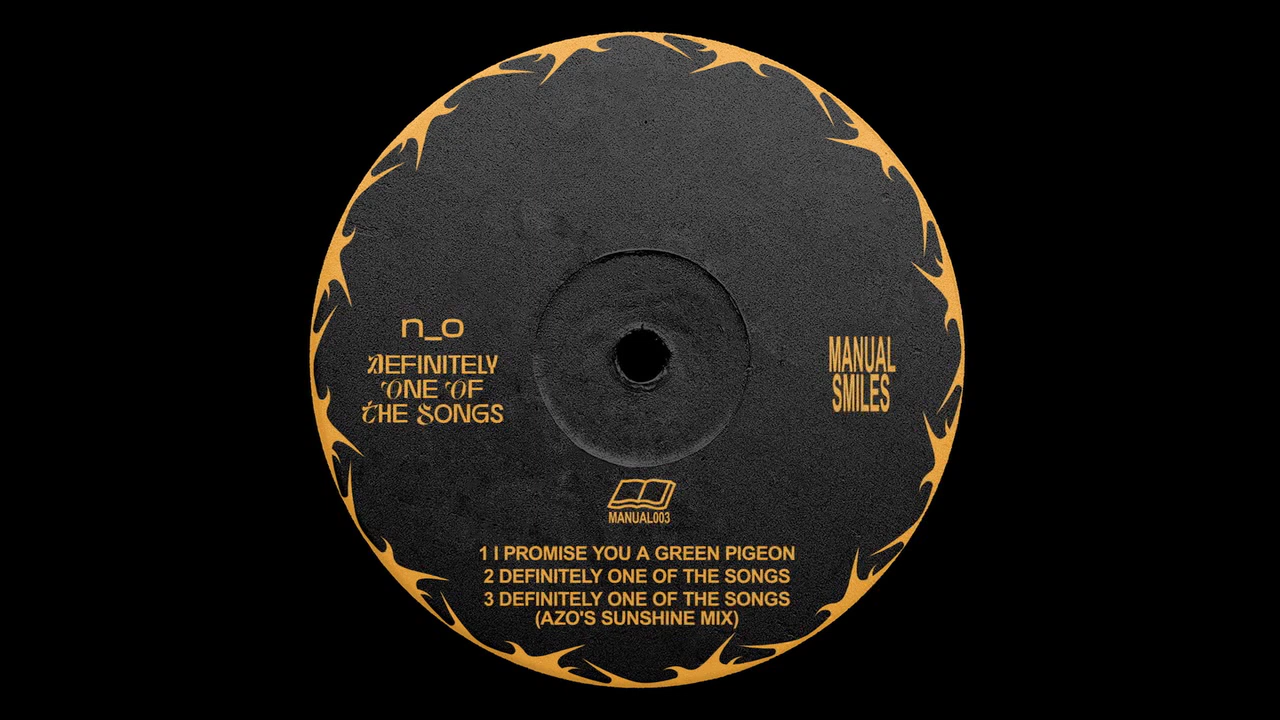 n_o
DEFINITELY
ONE OF
THE SONGS
MANUAL
SMILES
MANUAL003
1 I PROMISE YOU A GREEN PIGEON
2 DEFINITELY ONE OF THE SONGS
3 DEFINITELY ONE OF THE SONGS
(AZO'S SUNSHINE MIX)